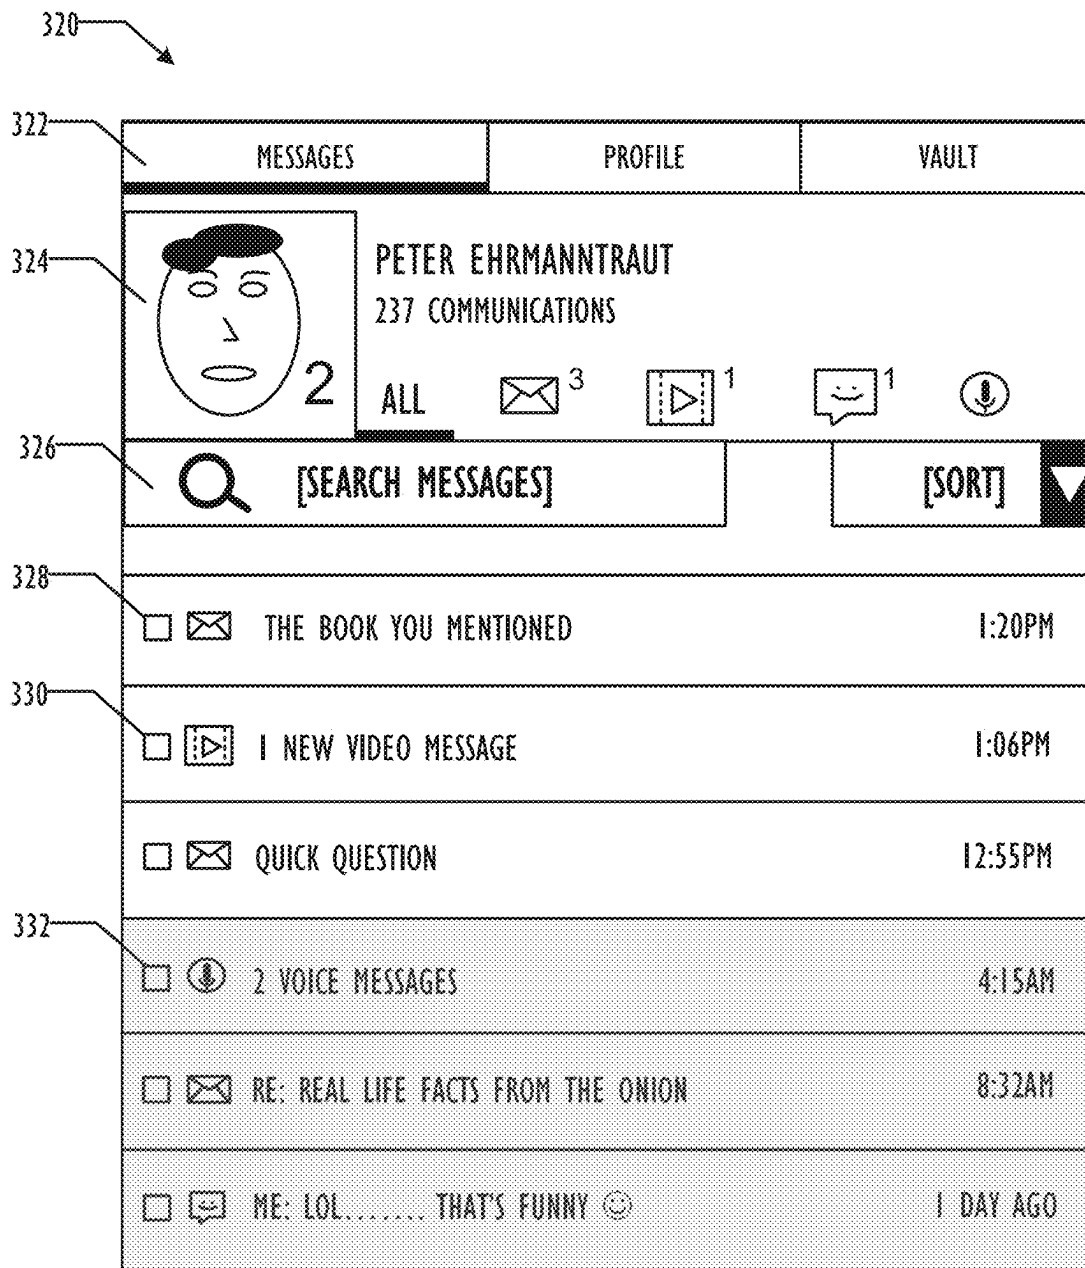 320
322
MESSAGES PROFILE VAULT
324
PETER EHRMANNTRAUT
237 COMMUNICATIONS
2
ALL 3 1 1
326
[SEARCH MESSAGES] [SORT]
328
THE BOOK YOU MENTIONED 1:20PM
330
1 NEW VIDEO MESSAGE 1:06PM
QUICK QUESTION 12:55PM
332
2 VOICE MESSAGES 4:15AM
RE: REAL LIFE FACTS FROM THE ONION 8:32AM
ME: LOL....... THAT'S FUNNY ☺ 1 DAY AGO